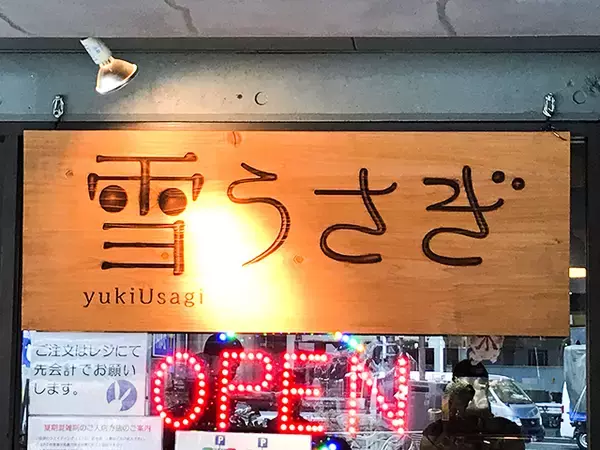 雪うさぎ
yukiUsagi
ご注文はレジにて
先会計でお願い
します。
OPEN
P
P